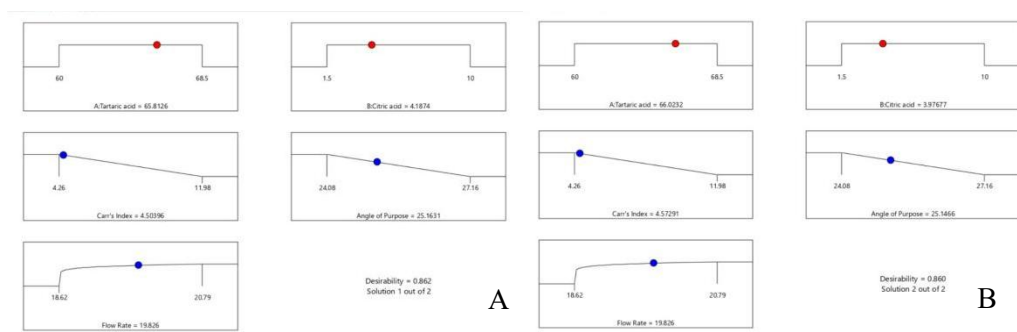 60 68.5
A:Tartaric acid = 65.8126
1.5 10
B:Citric acid = 4.1874
4.26 11.98
Carr's Index = 4.50396
24.08 27.16
Angle of Purpose = 25.1631
18.62 20.79
Flow Rate = 19.826
Desirability = 0.862
Solution 1 out of 2
A
60 68.5
A:Tartaric acid = 66.0232
1.5 10
B:Citric acid = 3.97677
4.26 11.98
Carr's Index = 4.57291
24.08 27.16
Angle of Purpose = 25.1466
18.62 20.79
Flow Rate = 19.826
Desirability = 0.860
Solution 2 out of 2
B